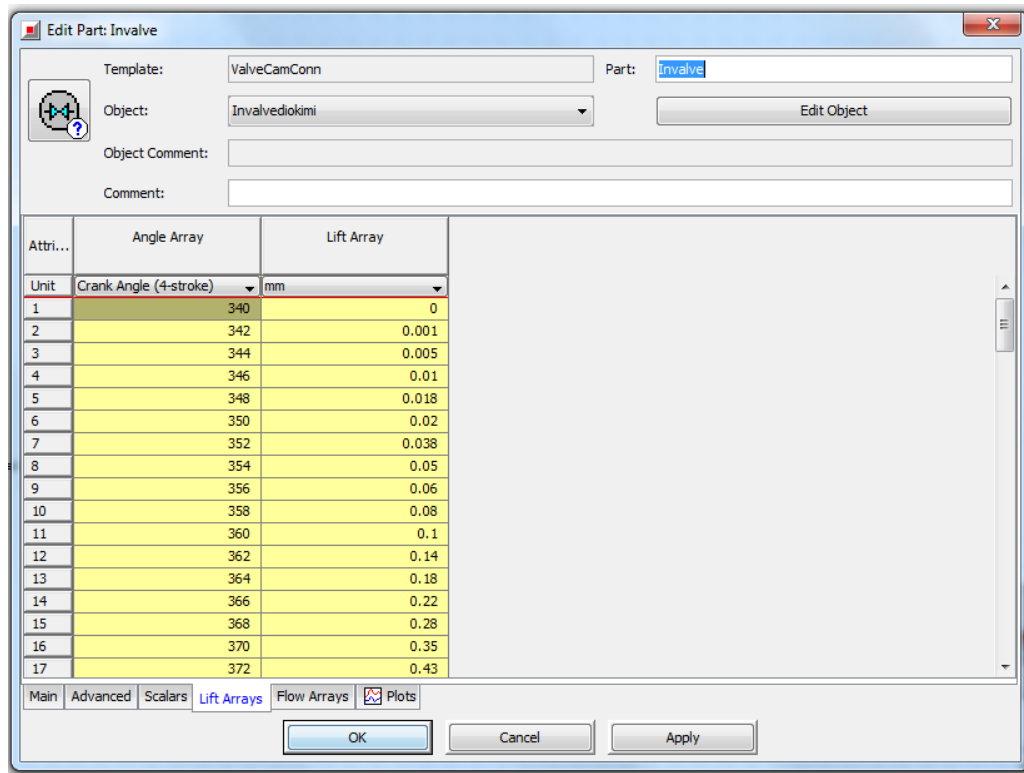 Edit Part: Invalve
Template: ValveCamConn Part: Invalve
Object: Invalvediokimi Edit Object
Object Comment:
Comment:
Attri... Angle Array Lift Array
Unit Crank Angle (4-stroke) mm
1 340 0
2 342 0.001
3 344 0.005
4 346 0.01
5 348 0.018
6 350 0.02
7 352 0.038
8 354 0.05
9 356 0.06
10 358 0.08
11 360 0.1
12 362 0.14
13 364 0.18
14 366 0.22
15 368 0.28
16 370 0.35
17 372 0.43
Main Advanced Scalars Lift Arrays Flow Arrays Plots
OK Cancel Apply